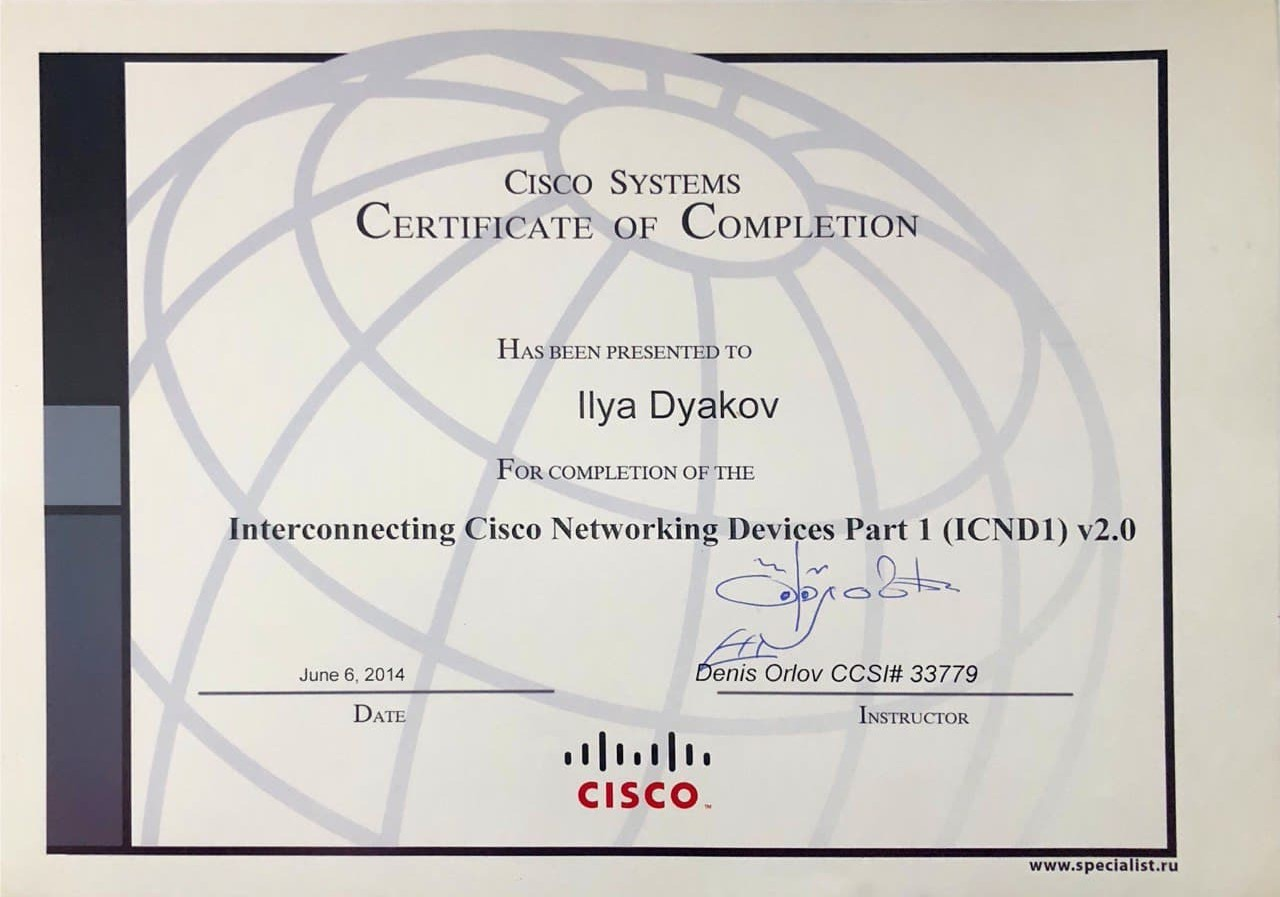 CISCO SYSTEMS
CERTIFICATE OF COMPLETION
HAS BEEN PRESENTED TO
Ilya Dyakov
FOR COMPLETION OF THE
Interconnecting Cisco Networking Devices Part 1 (ICND1) v2.0
June 6, 2014
Denis Orlov CCSI# 33779
DATE
INSTRUCTOR
CISCO™
www.specialist.ru